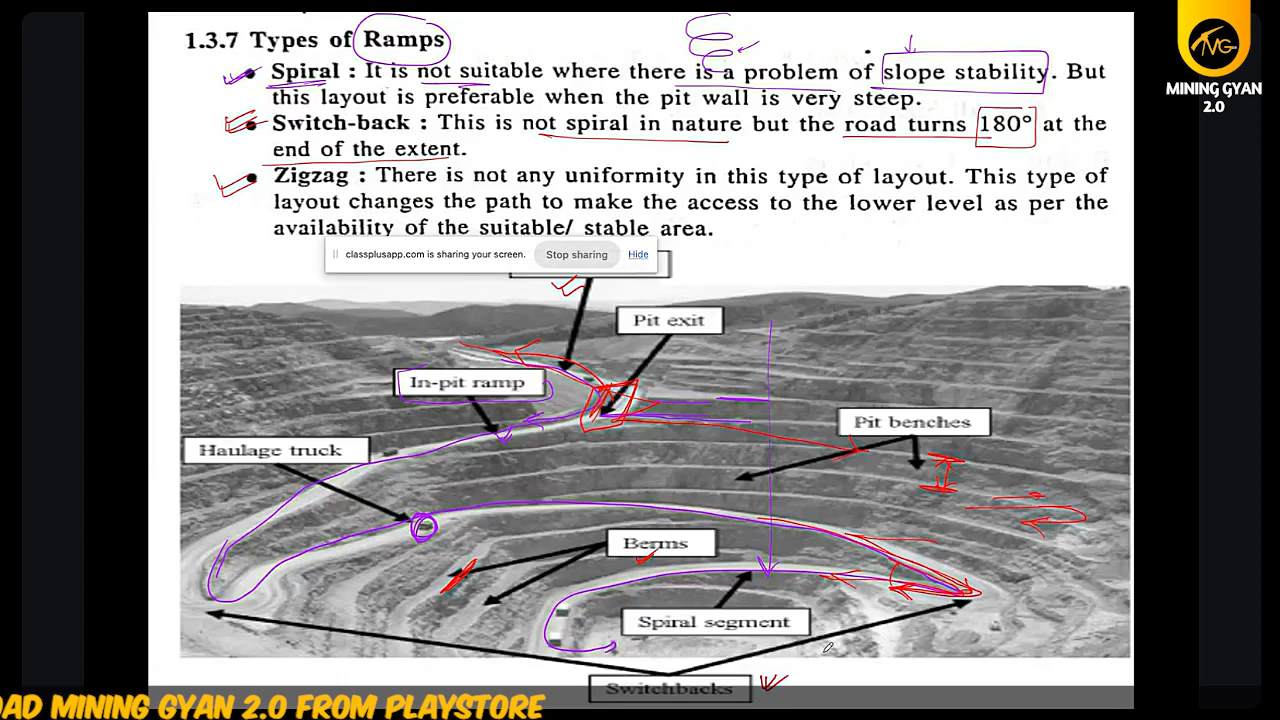 1.3.7 Types of Ramps
• Spiral : It is not suitable where there is a problem of slope stability. But
this layout is preferable when the pit wall is very steep.
• Switch-back : This is not spiral in nature but the road turns 180° at the
end of the extent.
• Zigzag : There is not any uniformity in this type of layout. This type of
layout changes the path to make the access to the lower level as per the
availability of the suitable/ stable area.
TVG
MINING GYAN
2.0
classplusapp.com is sharing your screen.
Stop sharing
Hide
Pit exit
In-pit ramp
Pit benches
Haulage truck
Berms
Spiral segment
Switchbacks
OAD MINING GYAN 2.0 FROM PLAYSTORE